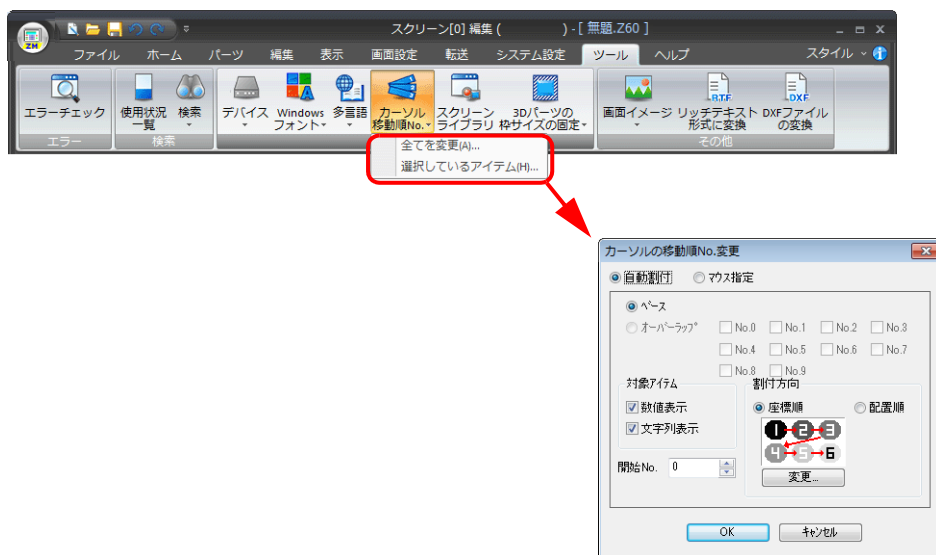 スクリーン[0] 編集 ( ) - [ 無題.Z60 ]
ZM
ファイル ホーム パーツ 編集 表示 画面設定 転送 システム設定 ツール ヘルプ スタイル
エラーチェック 使用状況 検索 デバイス Windows 多言語 カーソル スクリーン 3Dパーツの 画面イメージ リッチテキスト DXFファイル
一覧 フォント 移動順No. ライブラリ 枠サイズの固定 形式に変換 の変換
RTF DXF
エラー 検索 その他
全てを変更(A)...
選択しているアイテム(H)...
カーソルの移動順No.変更
自動割付 マウス指定
ベース
オーバーラップ No.0 No.1 No.2 No.3
No.4 No.5 No.6 No.7
No.8 No.9
対象アイテム 割付方向
数値表示 座標順 配置順
文字列表示
1 2 3
4 5 6
開始No. 0
変更...
OK キャンセル